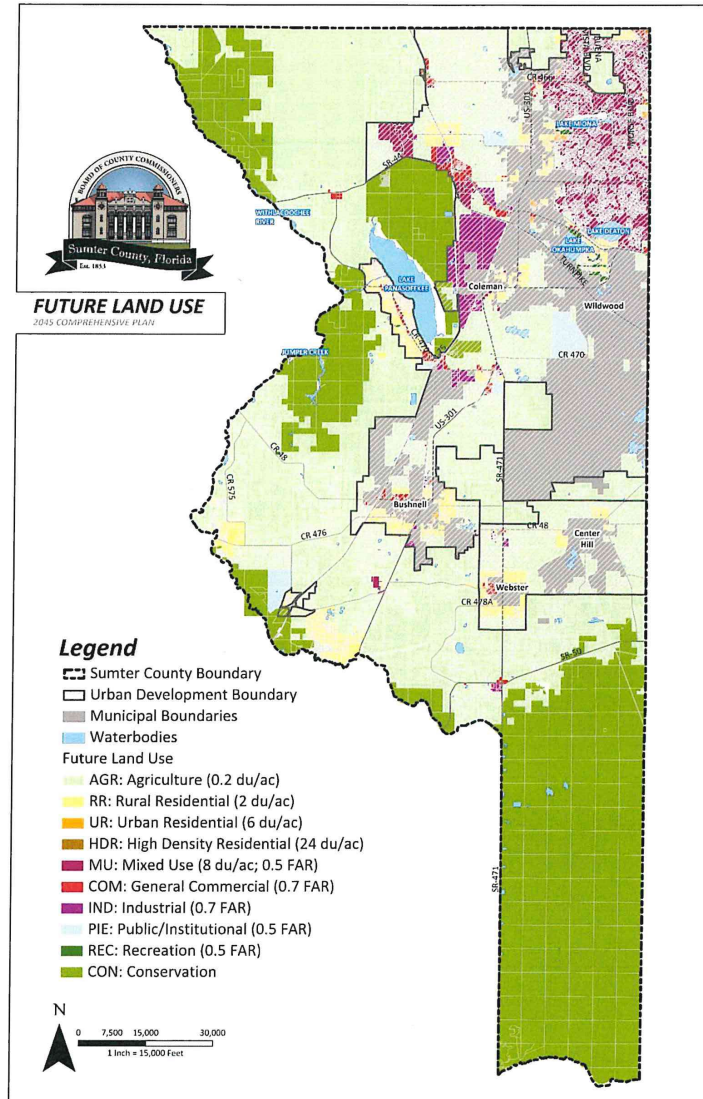 BOARD OF COUNTY COMMISSIONERS
Sumter County, Florida
Est. 1853
FUTURE LAND USE
2045 COMPREHENSIVE PLAN
US-301
LAKE MIONA
SR-44
WITHLACOOCHEE
RIVER
LAKE DEATON
LAKE
OKAHUMPKA
TURNPIKE
LAKE
PANASOFFKEE
Coleman
Wildwood
CR 470
CR 470
JUMPER CREEK
US-301
CR 48
SR-471
CR 575
Bushnell
CR 476
CR 48
Center
Hill
Webster
CR 478A
SR-50
SR-471
Legend
Sumter County Boundary
Urban Development Boundary
Municipal Boundaries
Waterbodies
Future Land Use
AGR: Agriculture (0.2 du/ac)
RR: Rural Residential (2 du/ac)
UR: Urban Residential (6 du/ac)
HDR: High Density Residential (24 du/ac)
MU: Mixed Use (8 du/ac; 0.5 FAR)
COM: General Commercial (0.7 FAR)
IND: Industrial (0.7 FAR)
PIE: Public/Institutional (0.5 FAR)
REC: Recreation (0.5 FAR)
CON: Conservation
N
0 7,500 15,000 30,000
1 Inch = 15,000 Feet